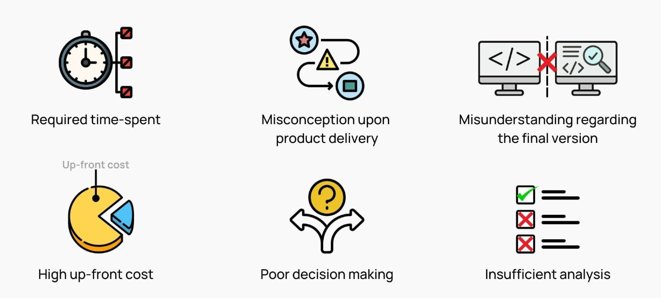 </>
</>
Required time-spent
Misconception upon
product delivery
Misunderstanding regarding
the final version
Up-front cost
?
High up-front cost
Poor decision making
Insufficient analysis